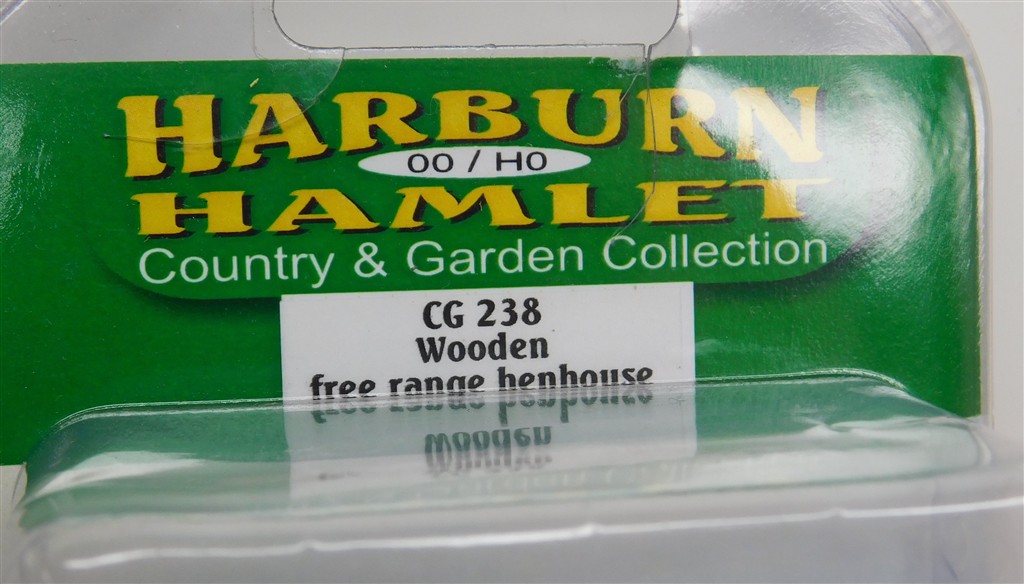 HARBURN
00 / H0
HAMLET
Country & Garden Collection
CG 238
Wooden
free range henhouse